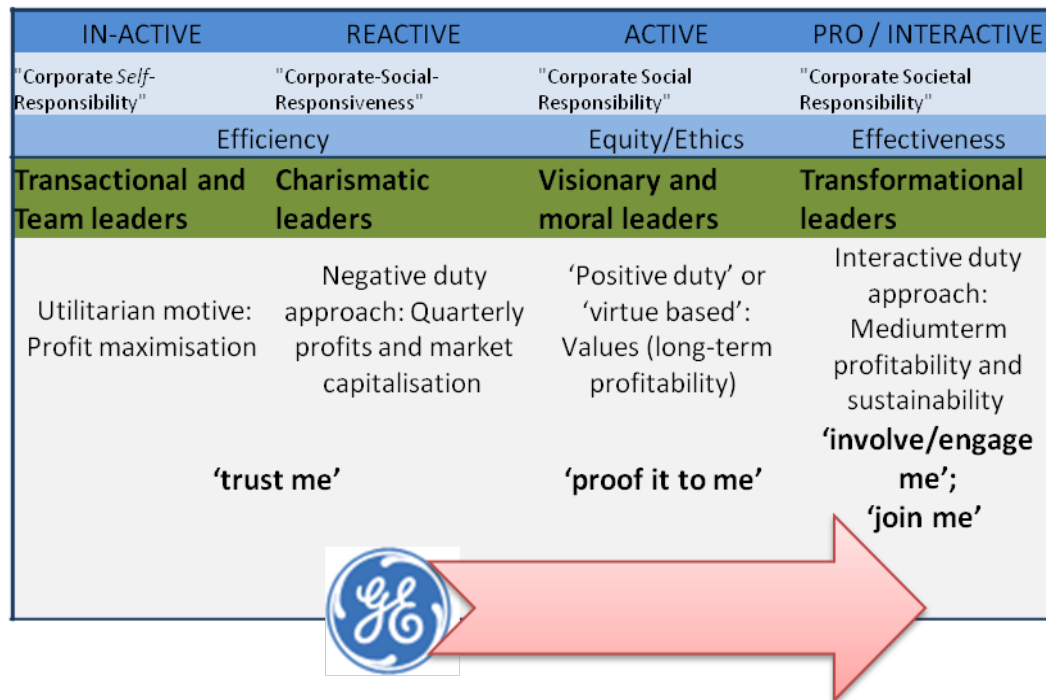 IN-ACTIVE REACTIVE ACTIVE PRO / INTERACTIVE
"Corporate Self-
Responsibility"
"Corporate-Social-
Responsiveness"
"Corporate Social
Responsibility"
"Corporate Societal
Responsibility"
Efficiency Equity/Ethics Effectiveness
Transactional and
Team leaders
Charismatic
leaders
Visionary and
moral leaders
Transformational
leaders
Utilitarian motive:
Profit maximisation
Negative duty
approach: Quarterly
profits and market
capitalisation
‘Positive duty’ or
‘virtue based’:
Values (long-term
profitability)
Interactive duty
approach:
Mediumterm
profitability and
sustainability
‘trust me’
‘proof it to me’
‘involve/engage
me’;
‘join me’
GE